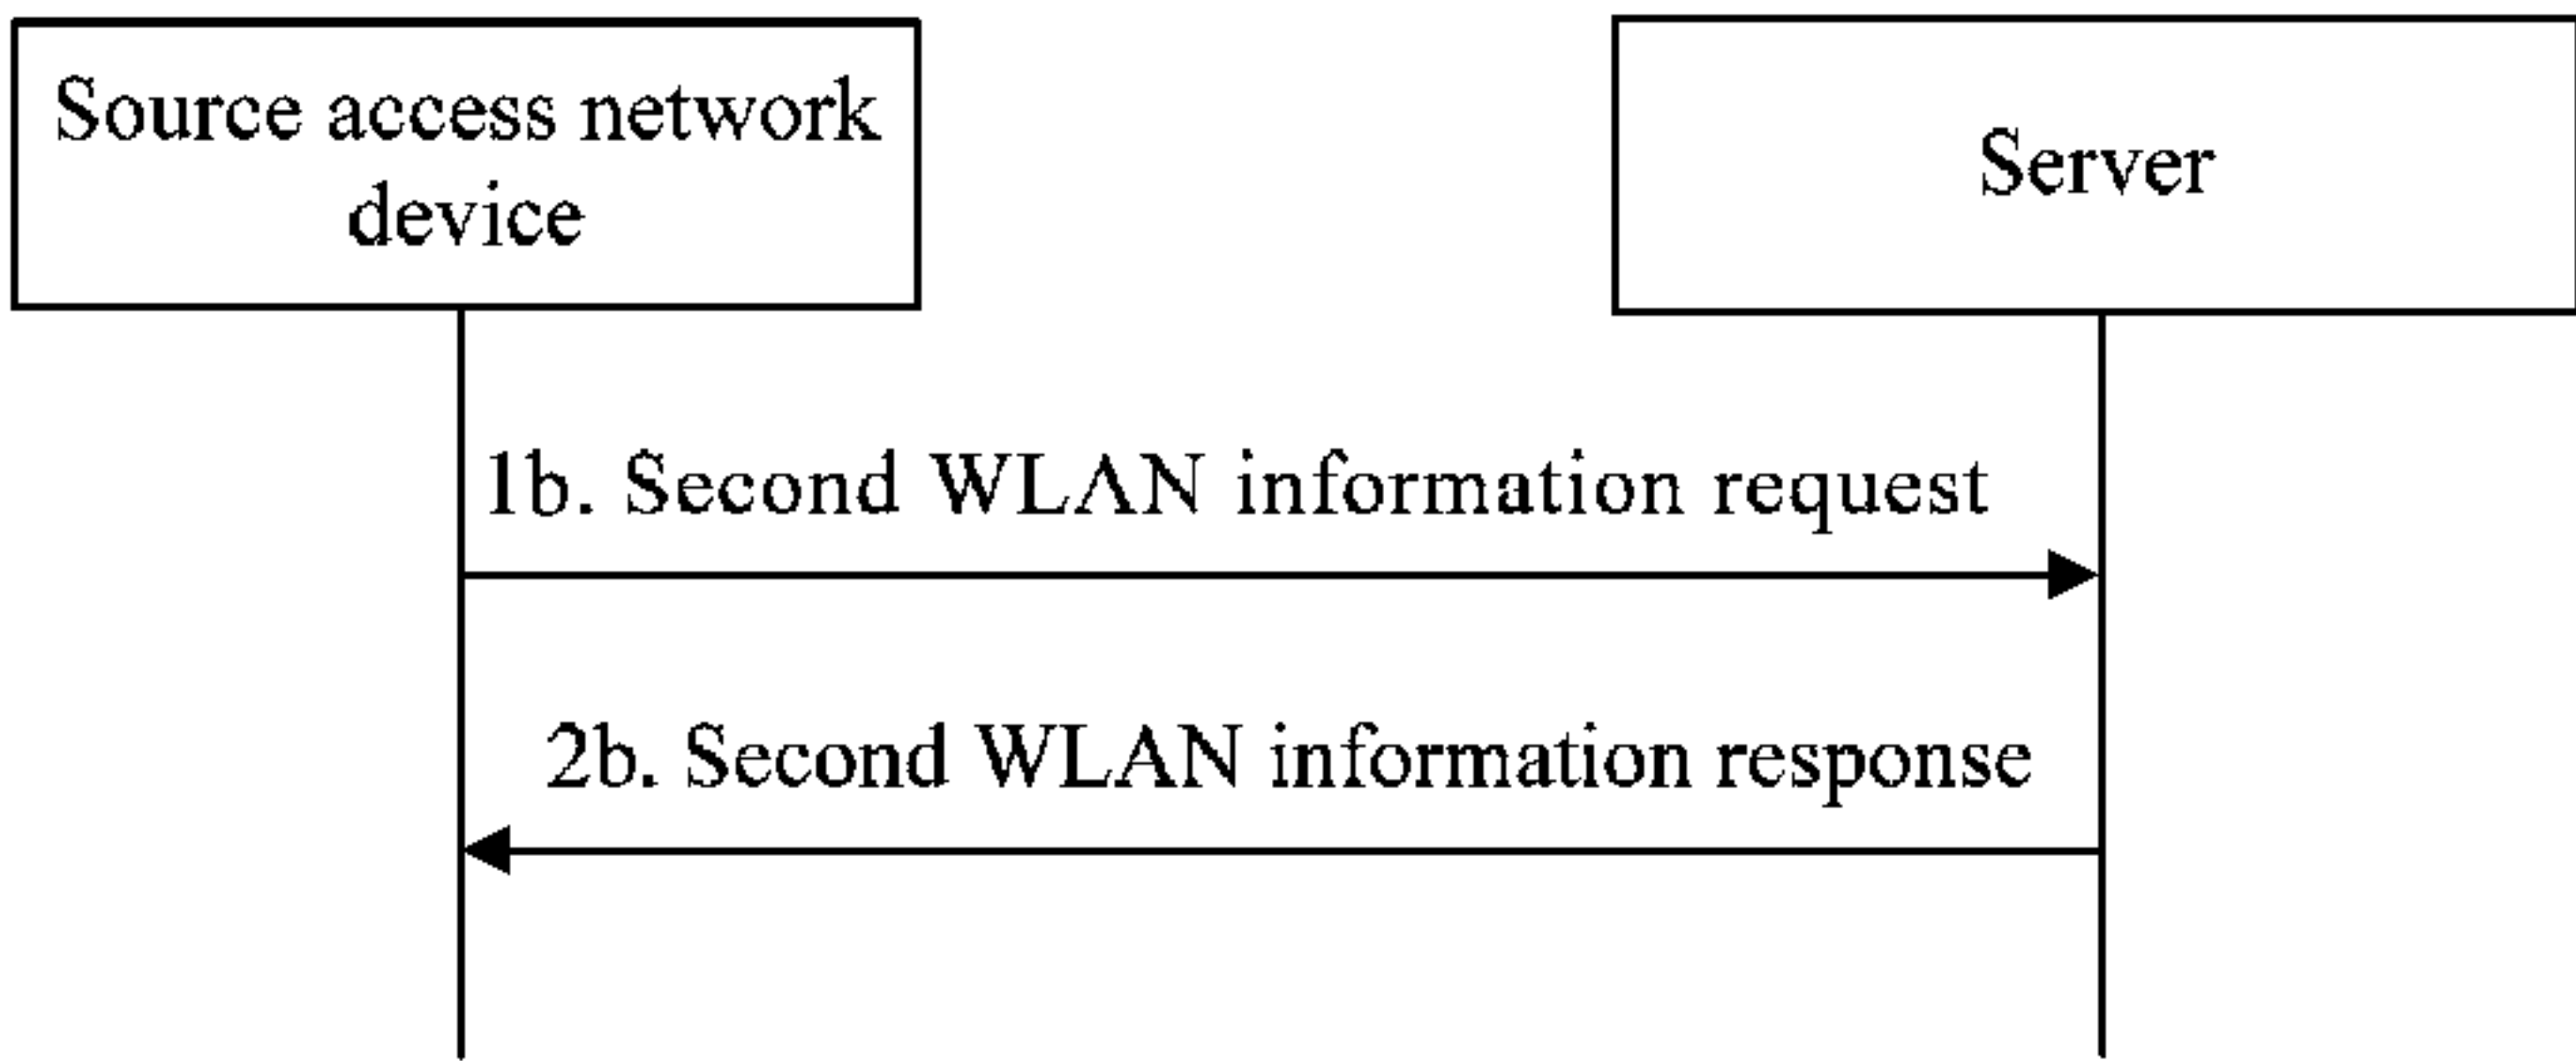 Source access network
device
Server
1b. Second WLAN information request
2b. Second WLAN information response